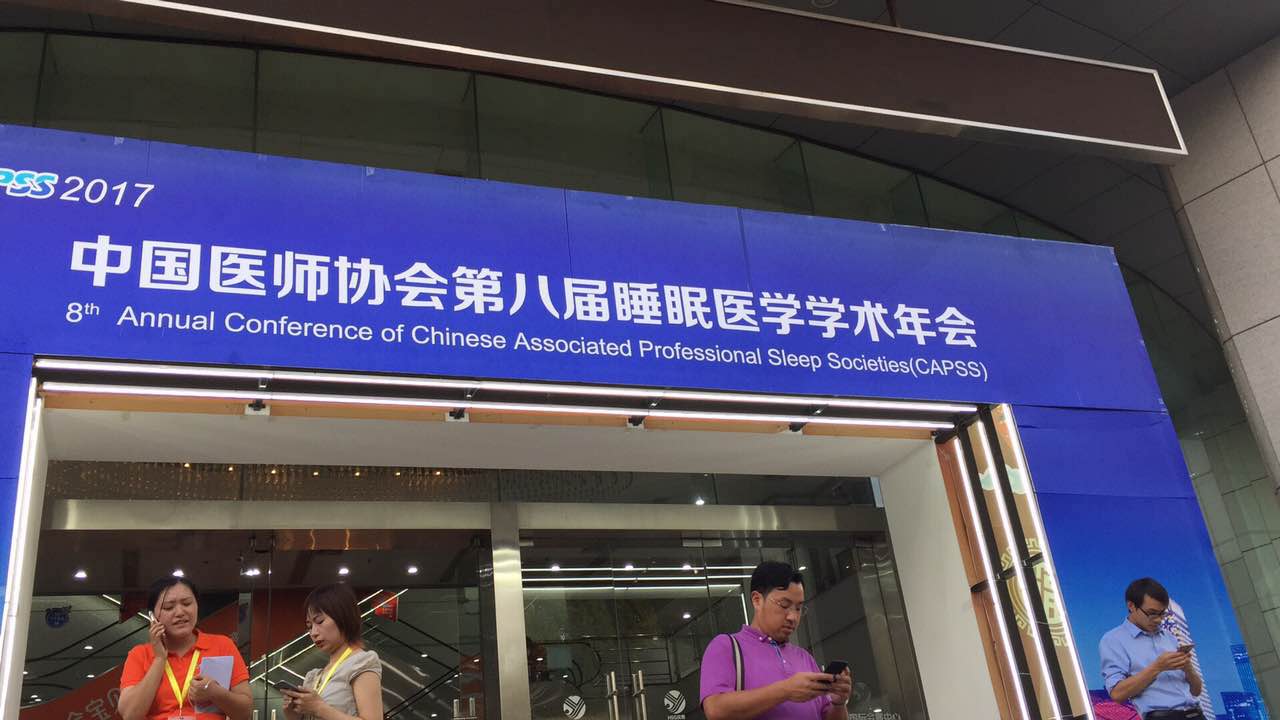 PSS 2017
中国医师协会第八届睡眠医学学术年会
8th Annual Conference of Chinese Associated Professional Sleep Societies(CAPSS)